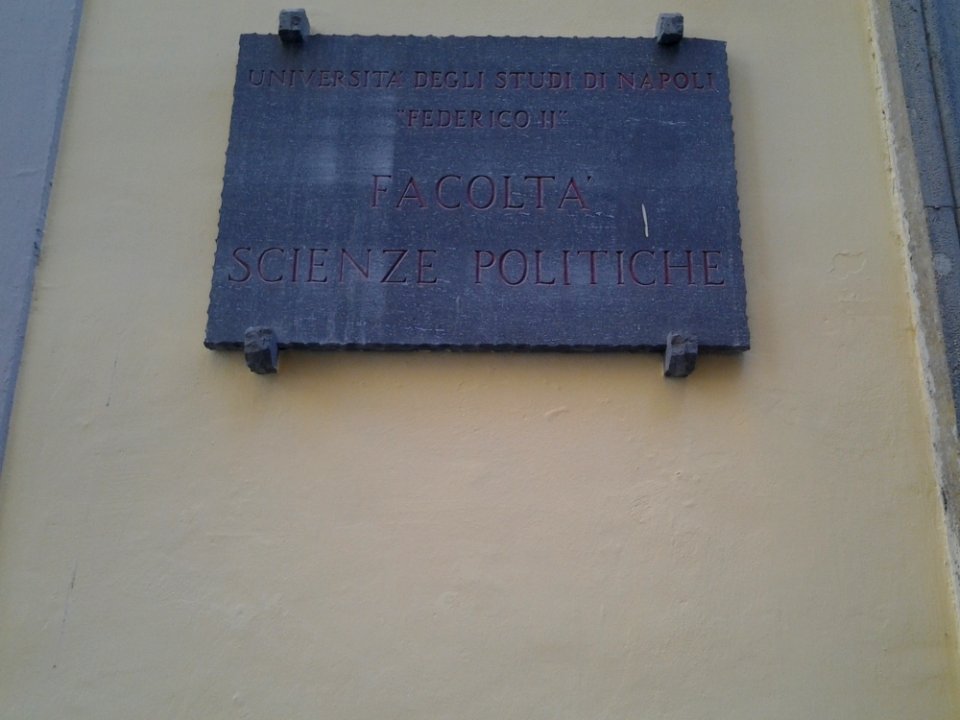 UNIVERSITA' DEGLI STUDI DI NAPOLI
"FEDERICO II"
FACOLTA'
SCIENZE POLITICHE